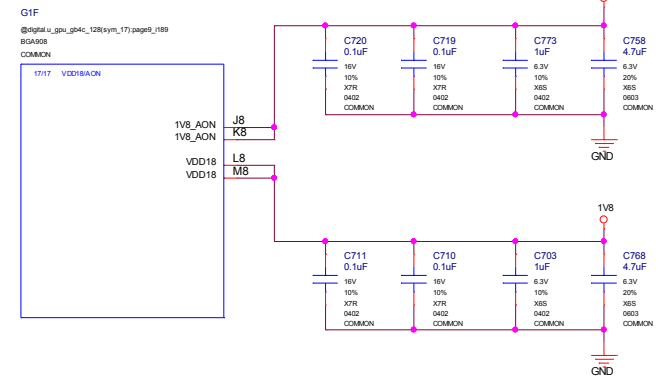 G1F
@digital.u_gpu_gb4c_128(sym_17):page9_i189
BGA908
COMMON
17/17 VDD18/AON
1V8_AON J8
1V8_AON K8
VDD18 L8
VDD18 M8
C720
0.1uF
16V
10%
X7R
0402
COMMON
C719
0.1uF
16V
10%
X7R
0402
COMMON
C773
1uF
6.3V
10%
X6S
0402
COMMON
C758
4.7uF
6.3V
20%
X6S
0603
COMMON
GND
1V8
C711
0.1uF
16V
10%
X7R
0402
COMMON
C710
0.1uF
16V
10%
X7R
0402
COMMON
C703
1uF
6.3V
10%
X6S
0402
COMMON
C768
4.7uF
6.3V
20%
X6S
0603
COMMON
GND